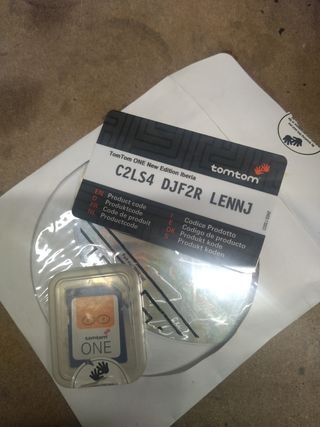 TomTom ONE New Edition Iberia
tomtom
C2LS4 DJF2R LENNJ
EN Product code
D Produktcode
FR Code de produit
NL Productcode
I Codice Prodotto
E Código de producto
DK Produkt kode
S Produkt koden
tomtom
ONE